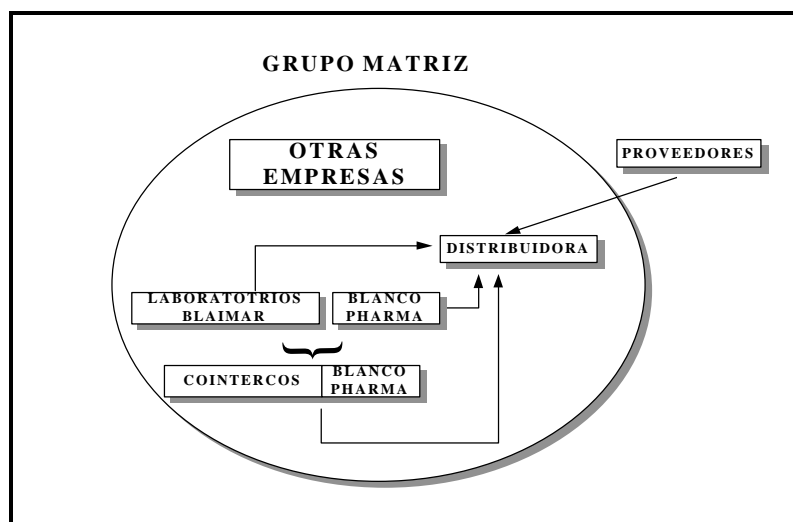 GRUPO MATRIZ
OTRAS
EMPRESAS
PROVEEDORES
DISTRIBUIDORA
LABORATOTRIOS
BLAIMAR
BLANCO
PHARMA
COINTERCOS
BLANCO
PHARMA